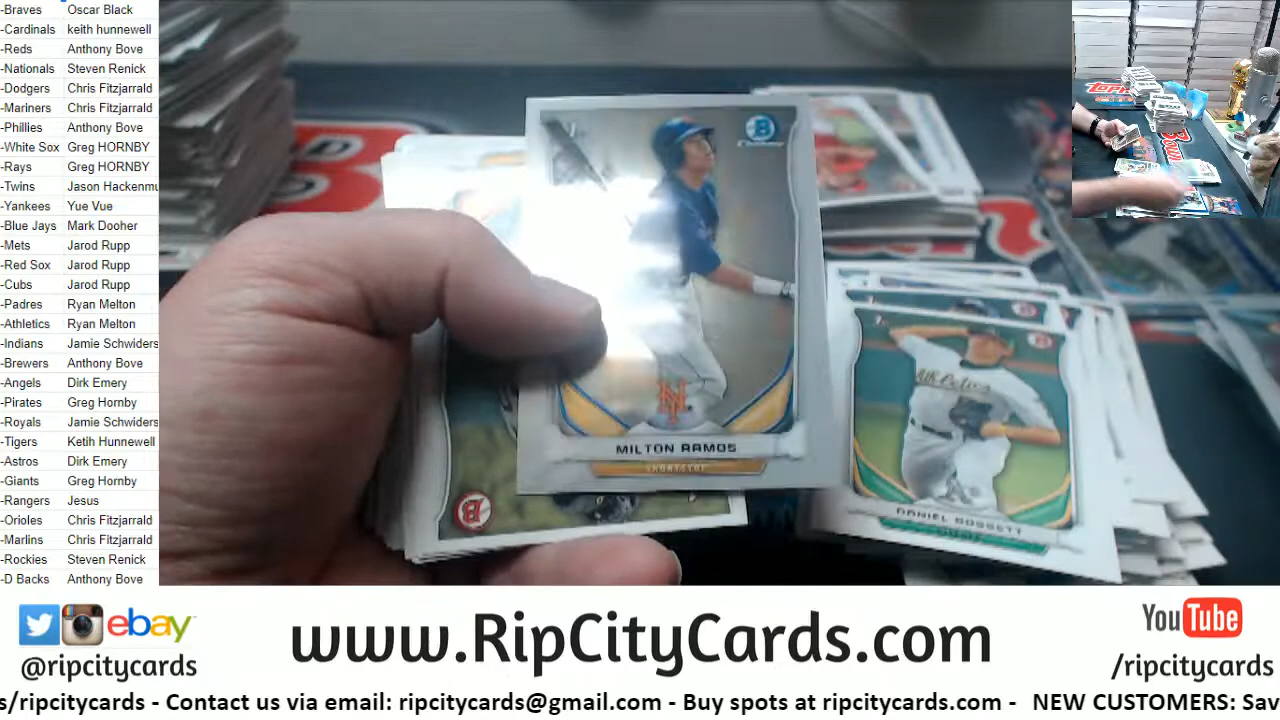 -Braves Oscar Black
-Cardinals keith hunnewell
-Reds Anthony Bove
-Nationals Steven Renick
-Dodgers Chris Fitzjarrald
-Mariners Chris Fitzjarrald
-Phillies Anthony Bove
-White Sox Greg HORNBY
-Rays Greg HORNBY
-Twins Jason Hackenmu
-Yankees Yue Vue
-Blue Jays Mark Dooher
-Mets Jarod Rupp
-Red Sox Jarod Rupp
-Cubs Jarod Rupp
-Padres Ryan Melton
-Athletics Ryan Melton
-Indians Jamie Schwiders
-Brewers Anthony Bove
-Angels Dirk Emery
-Pirates Greg Hornby
-Royals Jamie Schwiders
-Tigers Ketih Hunnewell
-Astros Dirk Emery
-Giants Greg Hornby
-Rangers Jesus
-Orioles Chris Fitzjarrald
-Marlins Chris Fitzjarrald
-Rockies Steven Renick
-D Backs Anthony Bove
B
Chrome
NY
MILTON RAMOS
SHORTSTOP
B
1st
B
Athletics
DANIEL GOSSETT
Topps
ebay
@ripcitycards
www.RipCityCards.com
YouTube
/ripcitycards
s/ripcitycards - Contact us via email: ripcitycards@gmail.com - Buy spots at ripcitycards.com - NEW CUSTOMERS: Sav